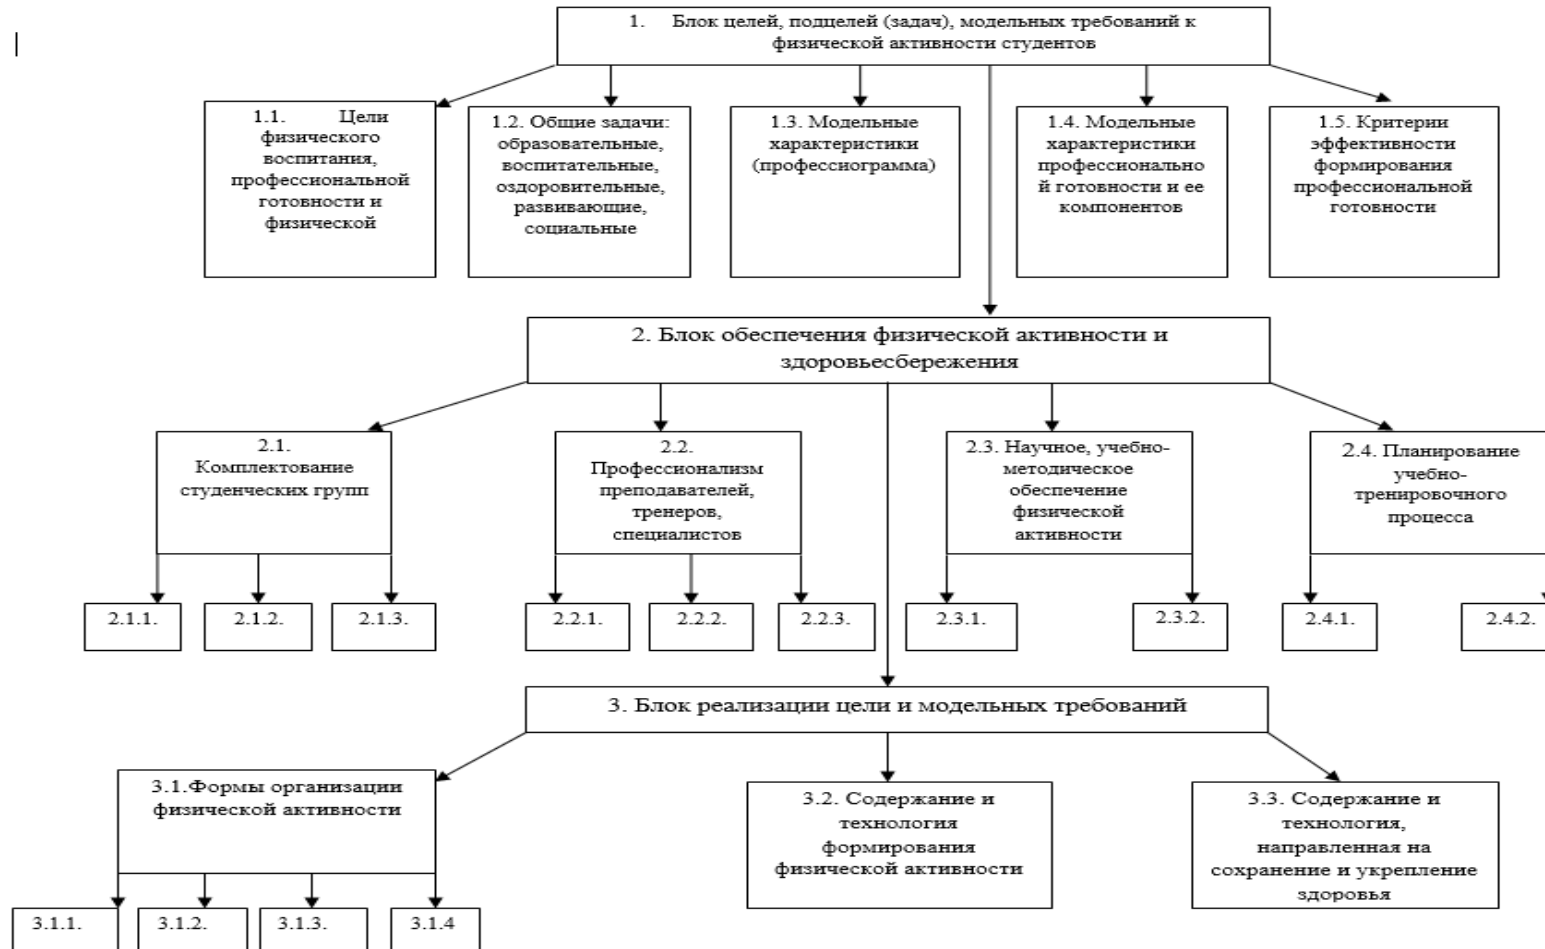 1. Блок целей, подцелей (задач), модельных требований к
физической активности студентов
1.1. Цели
физического
воспитания,
профессиональной
готовности и
физической
1.2. Общие задачи:
образовательные,
воспитательные,
оздоровительные,
развивающие,
социальные
1.3. Модельные
характеристики
(профессиограмма)
1.4. Модельные
характеристики
профессионально
й готовности и ее
компонентов
1.5. Критерии
эффективности
формирования
профессиональной
готовности
2. Блок обеспечения физической активности и
здоровьесбережения
2.1.
Комплектование
студенческих групп
2.2.
Профессионализм
преподавателей,
тренеров,
специалистов
2.3. Научное, учебно-
методическое
обеспечение
физической
активности
2.4. Планирование
учебно-
тренировочного
процесса
2.1.1.
2.1.2.
2.1.3.
2.2.1.
2.2.2.
2.2.3.
2.3.1.
2.3.2.
2.4.1.
2.4.2.
3. Блок реализации цели и модельных требований
3.1.Формы организации
физической активности
3.2. Содержание и
технология
формирования
физической активности
3.3. Содержание и
технология,
направленная на
сохранение и укрепление
здоровья
3.1.1.
3.1.2.
3.1.3.
3.1.4